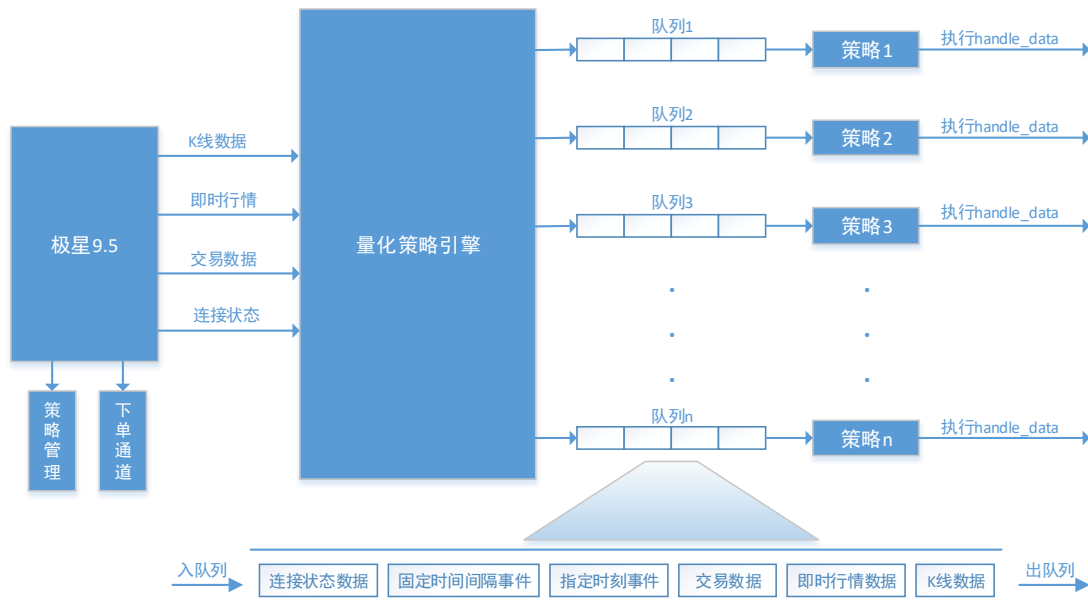 队列1
策略1
执行handle_data
队列2
策略2
执行handle_data
K线数据
即时行情
队列3
策略3
执行handle_data
极星9.5
量化策略引擎
交易数据
连接状态
策略管理
下单通道
队列n
策略n
执行handle_data
入队列
连接状态数据
固定时间间隔事件
指定时刻事件
交易数据
即时行情数据
K线数据
出队列